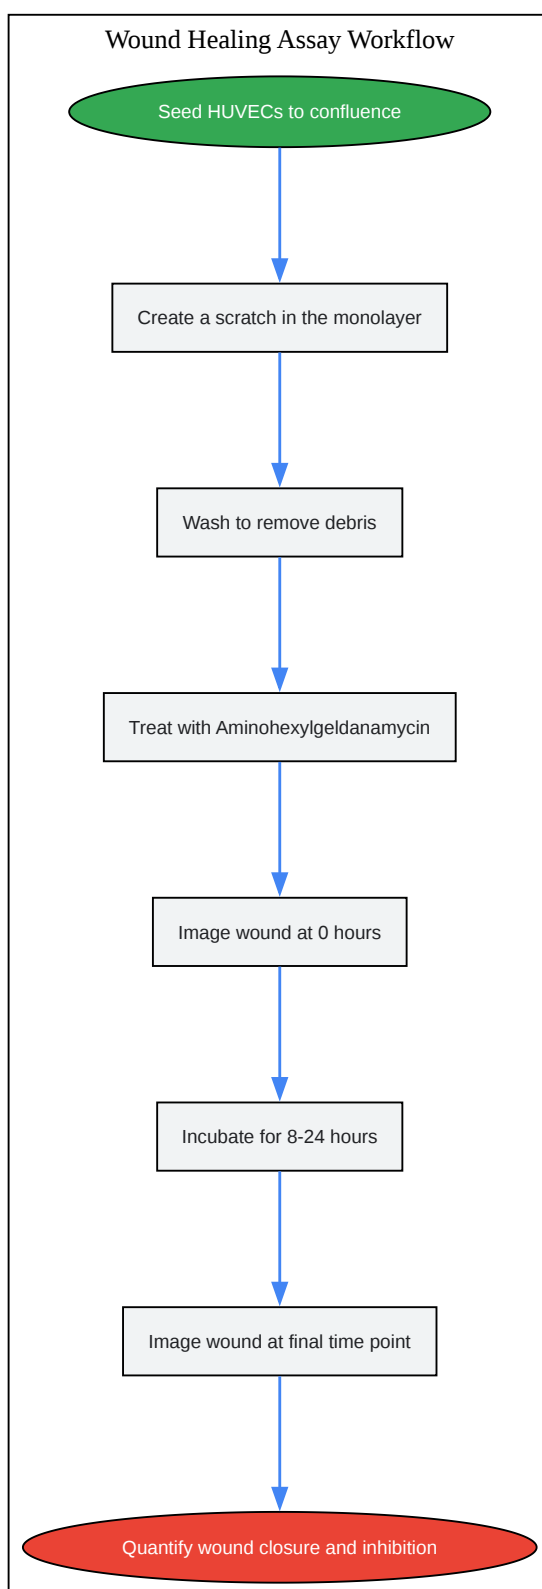 Wound Healing Assay Workflow
Seed HUVECs to confluence
Create a scratch in the monolayer
Wash to remove debris
Treat with Aminohexylgeldanamycin
Image wound at 0 hours
Incubate for 8-24 hours
Image wound at final time point
Quantify wound closure and inhibition